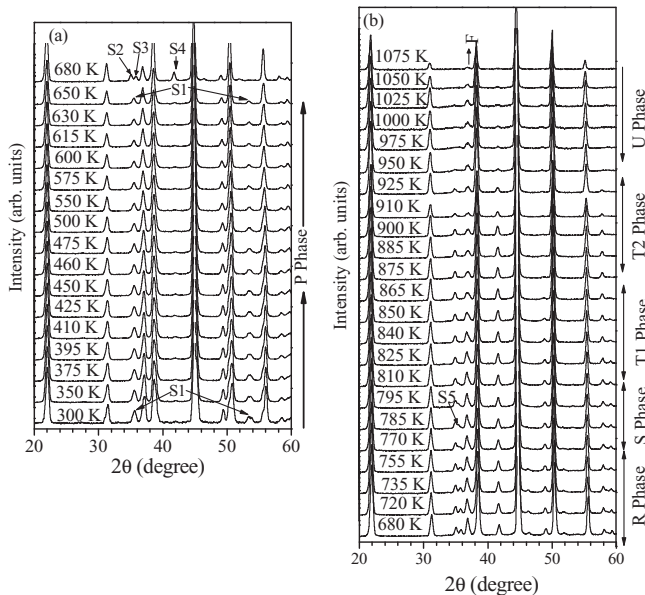 (a)
S2 S3 S4
680 K
650 K
S1
630 K
615 K
600 K
575 K
550 K
500 K
475 K
460 K
450 K
425 K
410 K
395 K
375 K
350 K
S1
300 K
20 30 40 50 60
2θ (degree)
Intensity (arb. units)
P Phase
(b)
F
1075 K
1050 K
1025 K
1000 K
975 K
950 K
925 K
910 K
900 K
885 K
875 K
865 K
850 K
840 K
825 K
810 K
795 K
S5
785 K
770 K
755 K
735 K
720 K
680 K
20 30 40 50 60
2θ (degree)
Intensity (arb. units)
U Phase
T2 Phase
T1 Phase
S Phase
R Phase